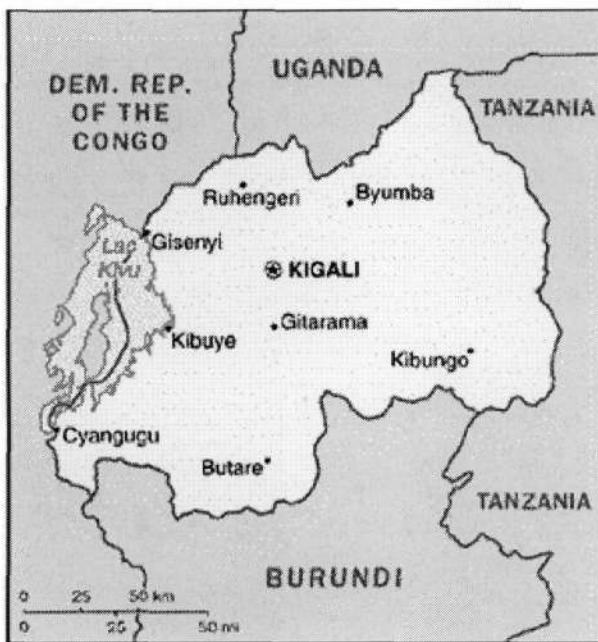 UGANDA
DEM. REP.
OF THE
CONGO
TANZANIA
Ruhengeri
Byumba
Gisenyi
Lac
Kivu
KIGALI
Gitarama
Kibuye
Kibungo
Cyangugu
Butare
TANZANIA
BURUNDI
0 25 50 km
0 25 50 mi